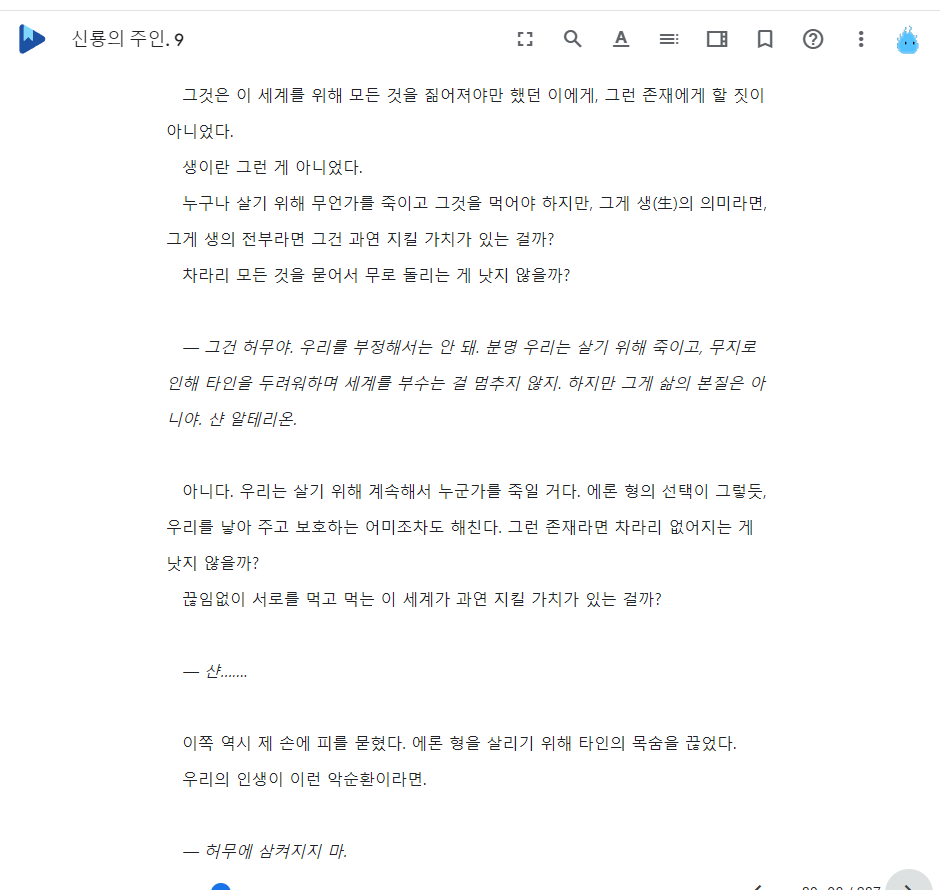 신룡의 주인. 9
그것은 이 세계를 위해 모든 것을 짊어져야만 했던 이에게, 그런 존재에게 할 짓이
아니었다.
생이란 그런 게 아니었다.
누구나 살기 위해 무언가를 죽이고 그것을 먹어야 하지만, 그게 생(生)의 의미라면,
그게 생의 전부라면 그건 과연 지킬 가치가 있는 걸까?
차라리 모든 것을 묻어서 무로 돌리는 게 낫지 않을까?
— 그건 허무야. 우리를 부정해서는 안 돼. 분명 우리는 살기 위해 죽이고, 무지로
인해 타인을 두려워하며 세계를 부수는 걸 멈추지 않지. 하지만 그게 삶의 본질은 아
니야. 샨 알테리온.
아니다. 우리는 살기 위해 계속해서 누군가를 죽일 거다. 에론 형의 선택이 그렇듯,
우리를 낳아 주고 보호하는 어미조차도 해친다. 그런 존재라면 차라리 없어지는 게
낫지 않을까?
끊임없이 서로를 먹고 먹는 이 세계가 과연 지킬 가치가 있는 걸까?
— 샨.......
이쪽 역시 제 손에 피를 묻혔다. 에론 형을 살리기 위해 타인의 목숨을 끊었다.
우리의 인생이 이런 악순환이라면.
— 허무에 삼켜지지 마.